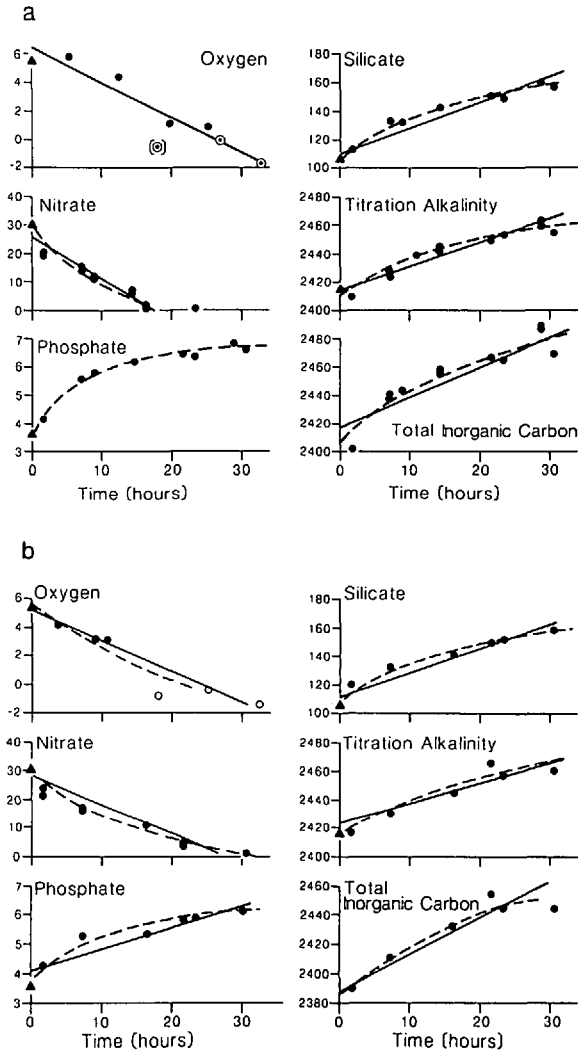 a
Oxygen
6
4
2
0
-2
Nitrate
40
30
20
10
0
Phosphate
7
6
5
4
3
0 10 20 30
Time (hours)
Silicate
180
160
140
120
100
Titration Alkalinity
2480
2460
2440
2420
2400
2480
2460
2440
2420
2400
Total Inorganic Carbon
0 10 20 30
Time (hours)
b
Oxygen
6
4
2
0
-2
Nitrate
40
30
20
10
0
Phosphate
7
6
5
4
3
0 10 20 30
Time (hours)
Silicate
180
160
140
120
100
Titration Alkalinity
2480
2460
2440
2420
2400
Total
Inorganic Carbon
2460
2440
2420
2400
2380
0 10 20 30
Time (hours)